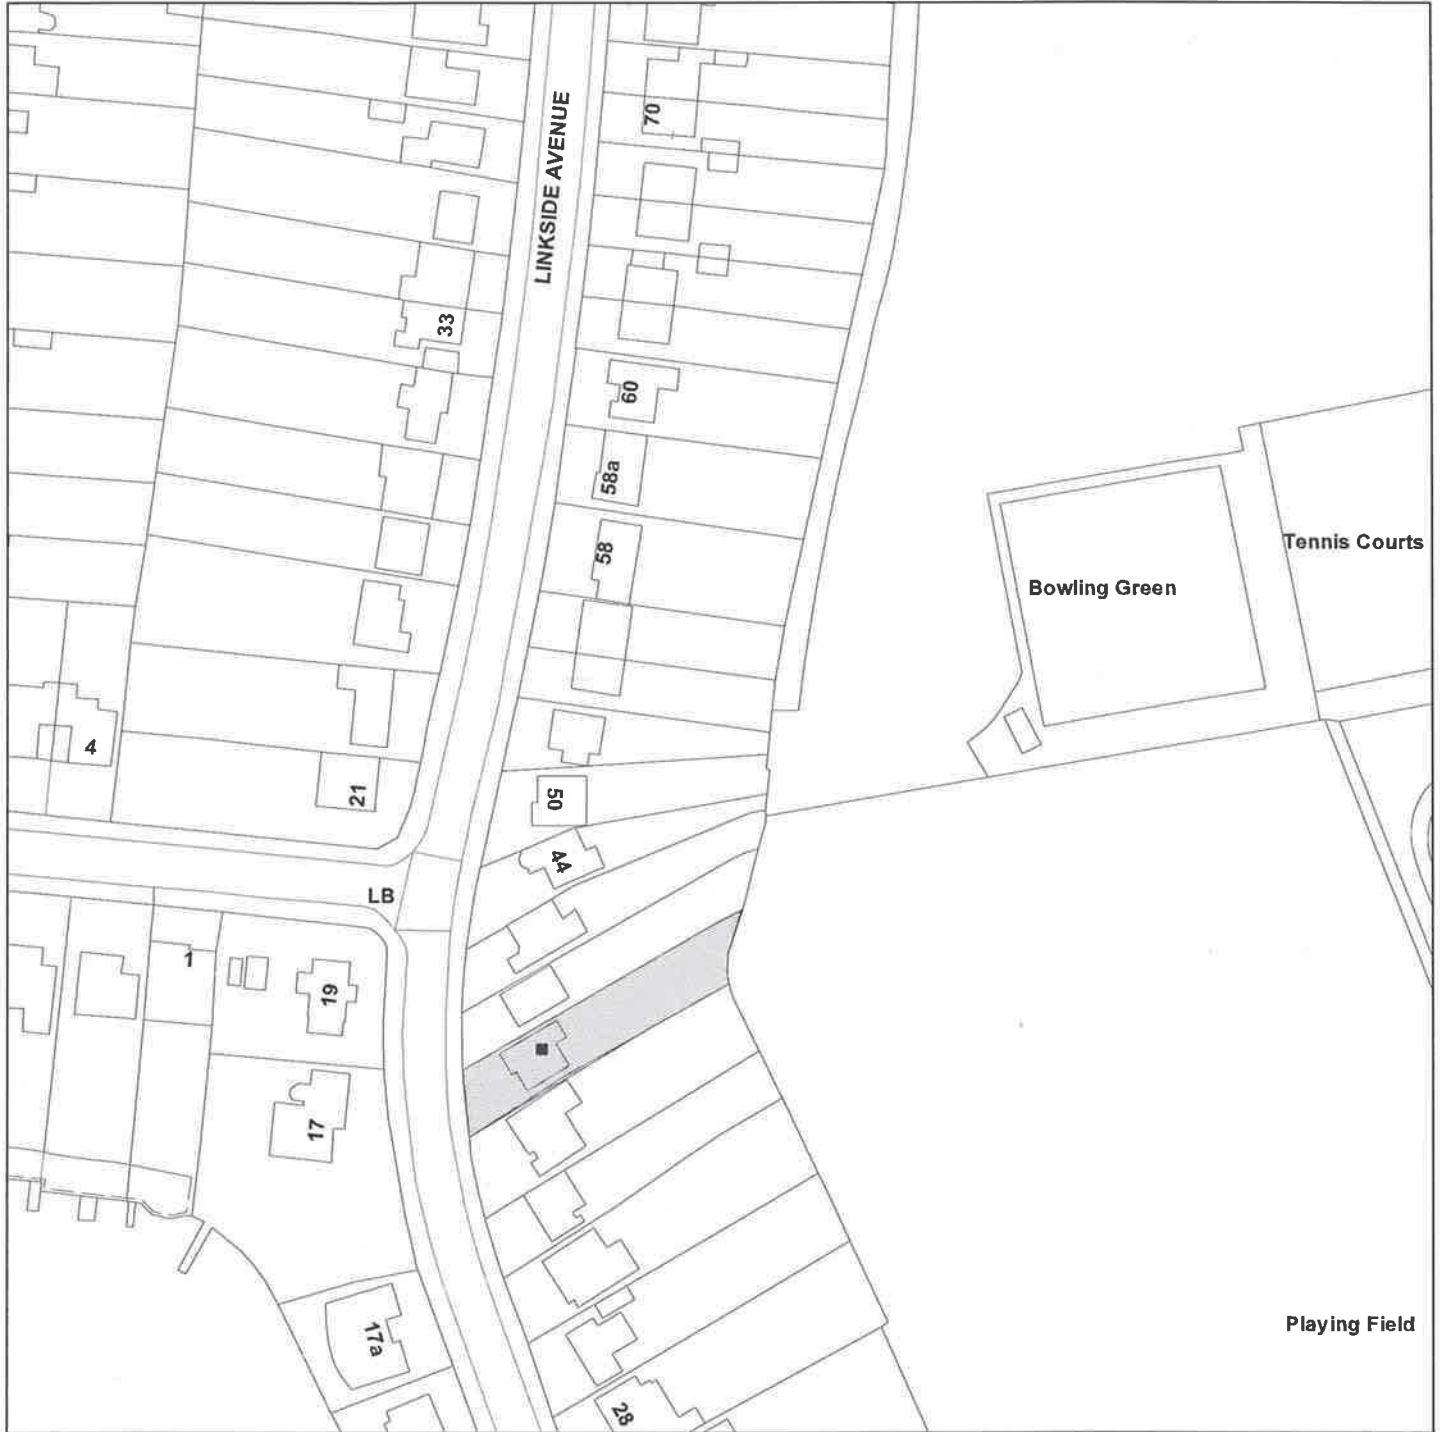 LINKSIDE AVENUE
70
33
60
58a
58
Tennis Courts
Bowling Green
4
21
50
44
LB
1
19
17
17a
Playing Field
28